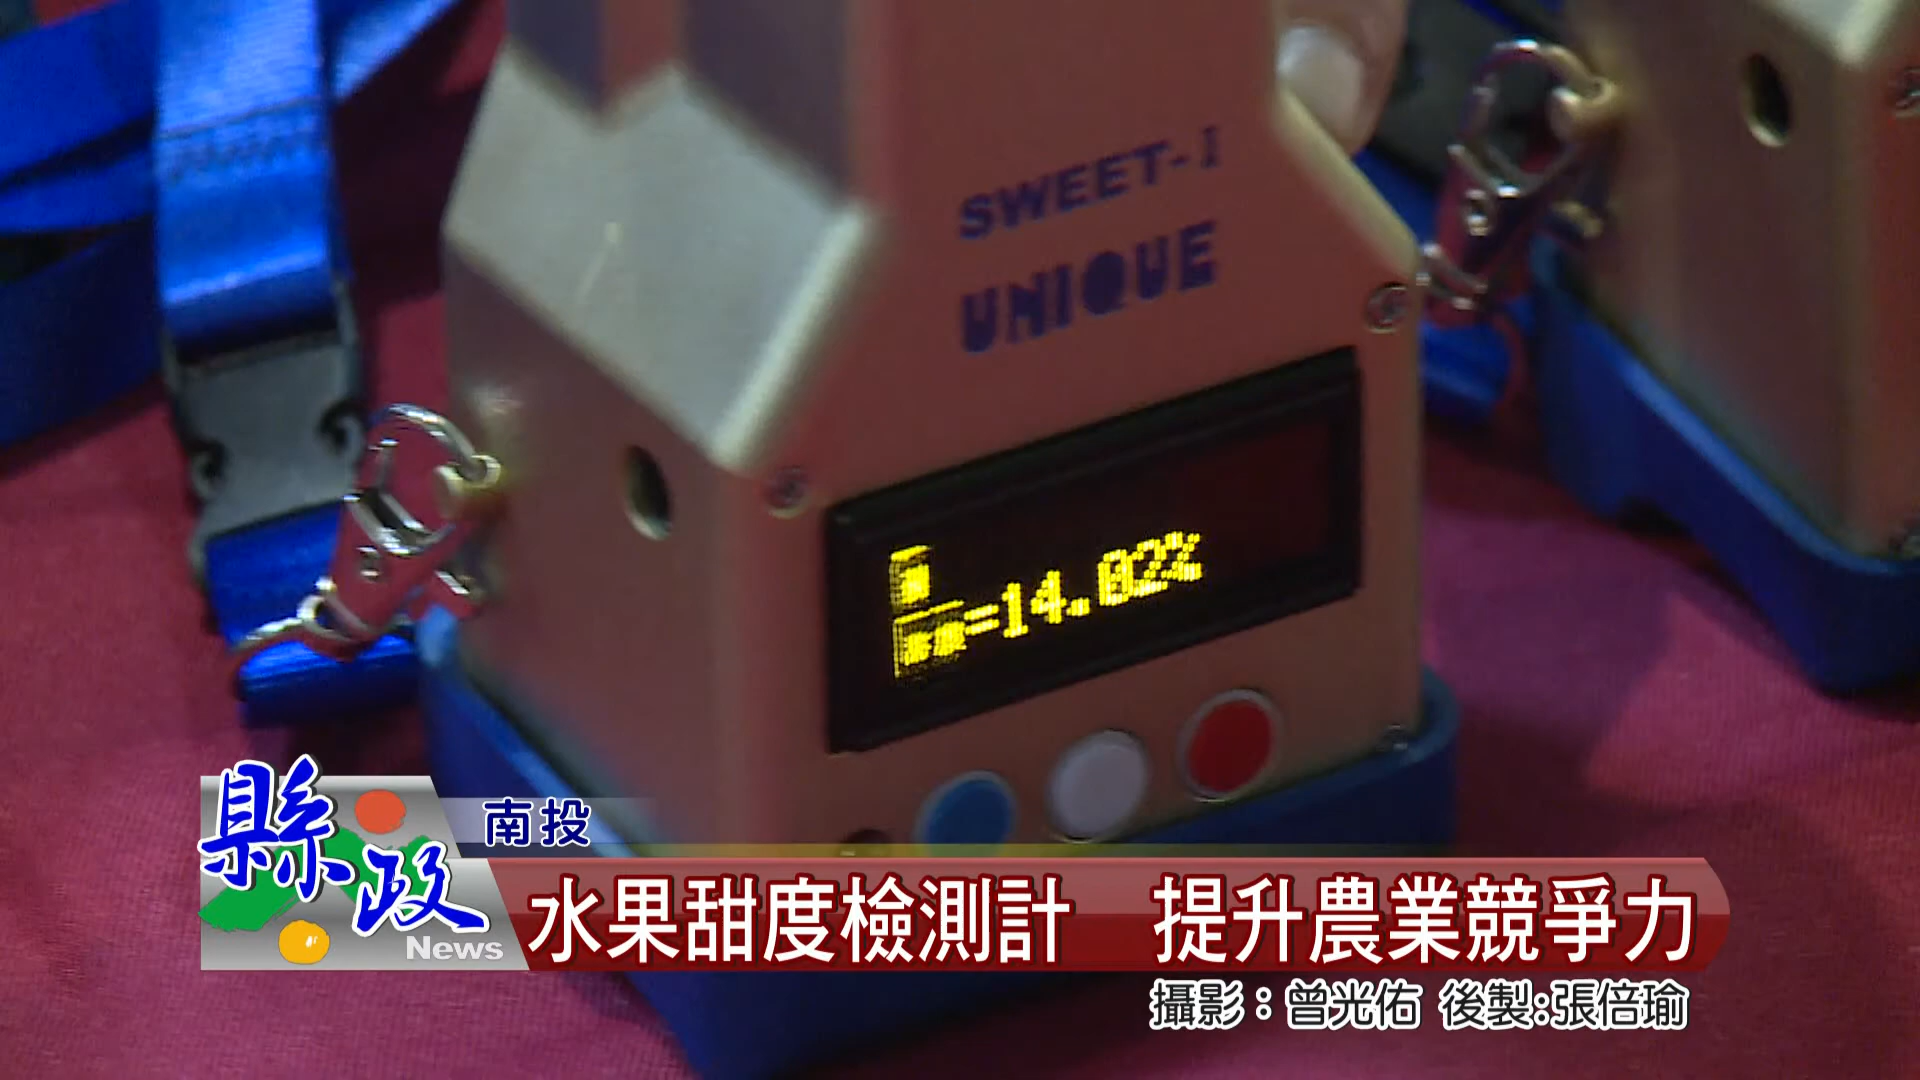 SWEET-1
UNIQUE
=14.02%
縣政
News
南投
水果甜度檢測計 提升農業競爭力
攝影：曾光佑 後製:張倍瑜